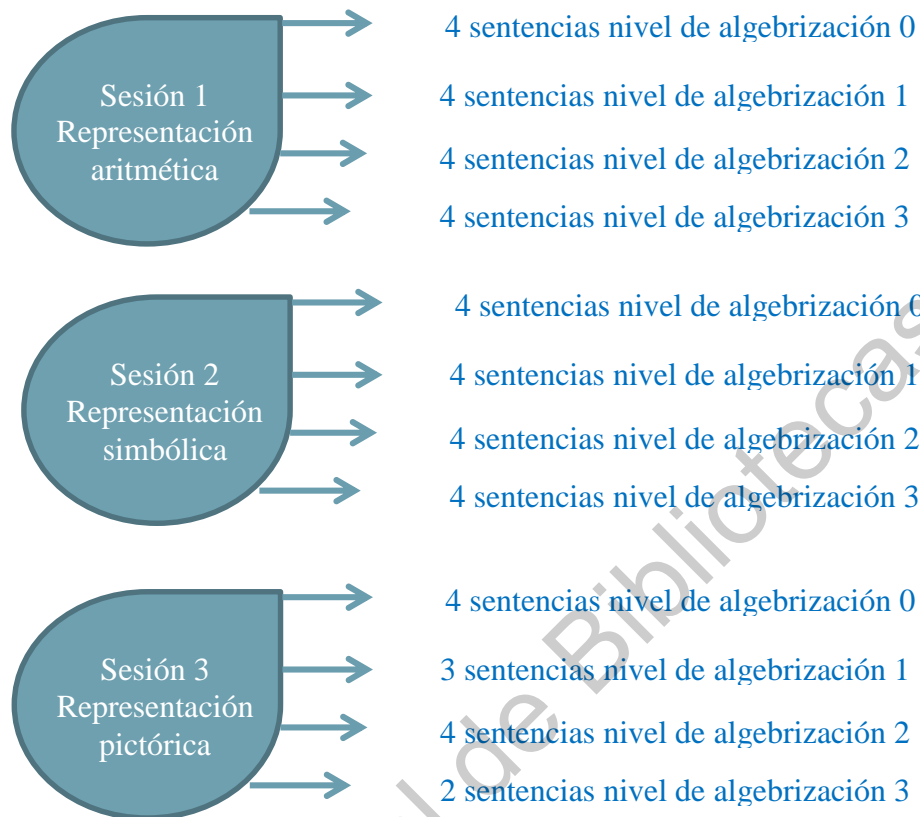 Sesión 1
Representación
aritmética
4 sentencias nivel de algebrización 0
4 sentencias nivel de algebrización 1
4 sentencias nivel de algebrización 2
4 sentencias nivel de algebrización 3
Sesión 2
Representación
simbólica
4 sentencias nivel de algebrización 0
4 sentencias nivel de algebrización 1
4 sentencias nivel de algebrización 2
4 sentencias nivel de algebrización 3
Sesión 3
Representación
pictórica
4 sentencias nivel de algebrización 0
3 sentencias nivel de algebrización 1
4 sentencias nivel de algebrización 2
2 sentencias nivel de algebrización 3
l de Bibliotecas